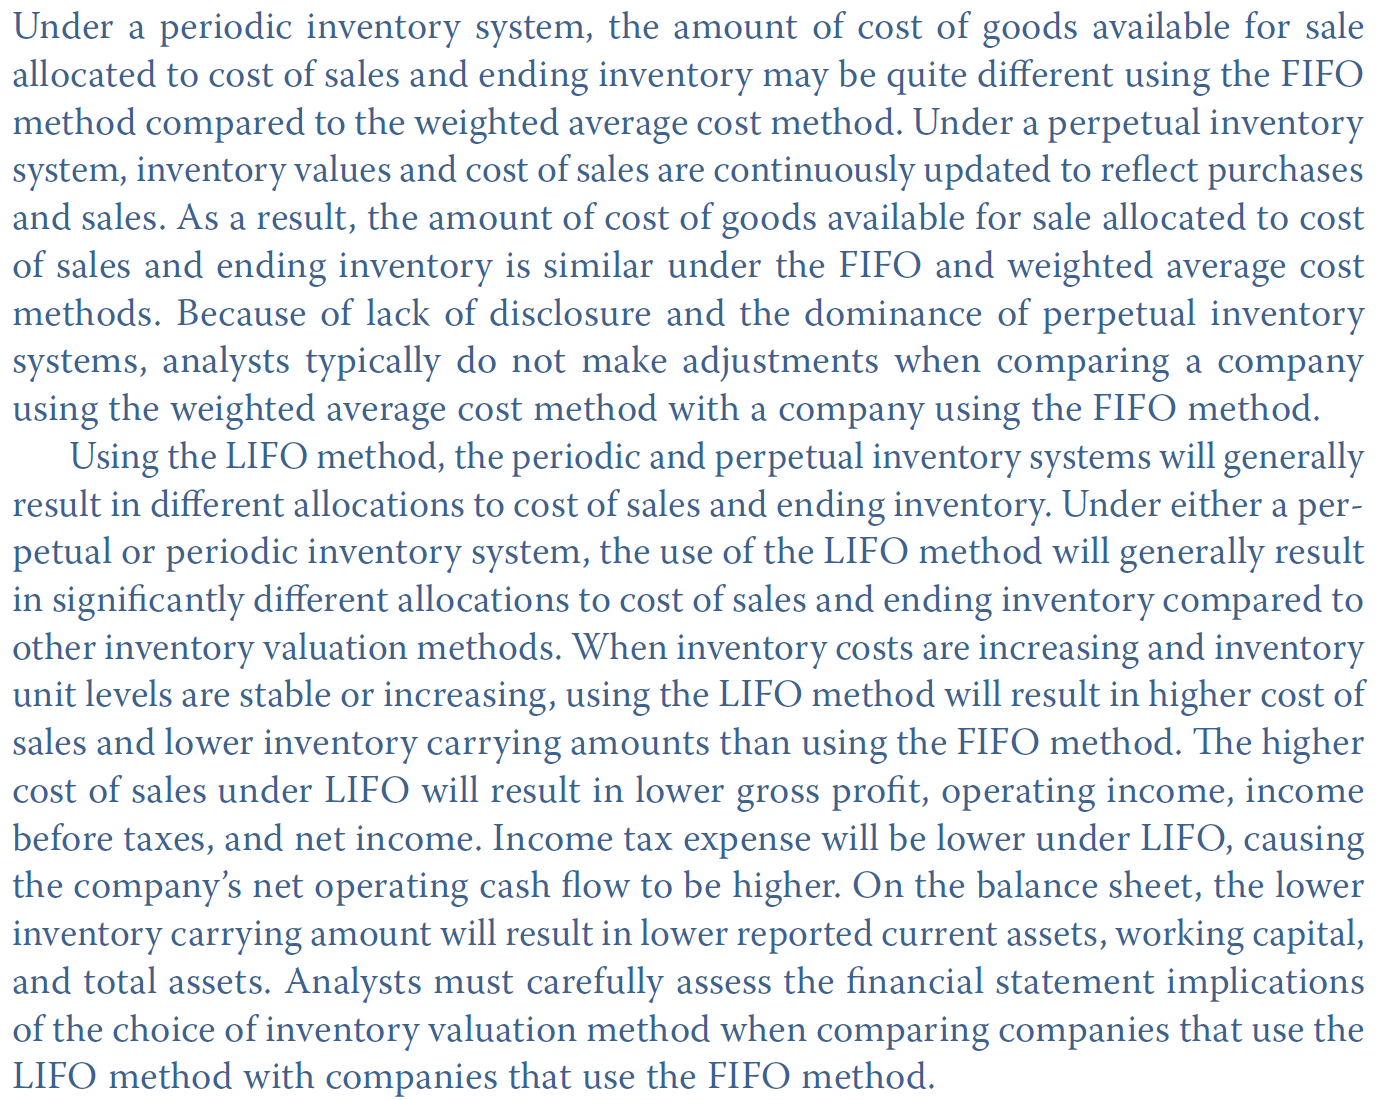 Under a periodic inventory system, the amount of cost of goods available for sale
allocated to cost of sales and ending inventory may be quite different using the FIFO
method compared to the weighted average cost method. Under a perpetual inventory
system, inventory values and cost of sales are continuously updated to reflect purchases
and sales. As a result, the amount of cost of goods available for sale allocated to cost
of sales and ending inventory is similar under the FIFO and weighted average cost
methods. Because of lack of disclosure and the dominance of perpetual inventory
systems, analysts typically do not make adjustments when comparing a company
using the weighted average cost method with a company using the FIFO method.
Using the LIFO method, the periodic and perpetual inventory systems will generally
result in different allocations to cost of sales and ending inventory. Under either a per-
petual or periodic inventory system, the use of the LIFO method will generally result
in significantly different allocations to cost of sales and ending inventory compared to
other inventory valuation methods. When inventory costs are increasing and inventory
unit levels are stable or increasing, using the LIFO method will result in higher cost of
sales and lower inventory carrying amounts than using the FIFO method. The higher
cost of sales under LIFO will result in lower gross profit, operating income, income
before taxes, and net income. Income tax expense will be lower under LIFO, causing
the company’s net operating cash flow to be higher. On the balance sheet, the lower
inventory carrying amount will result in lower reported current assets, working capital,
and total assets. Analysts must carefully assess the financial statement implications
of the choice of inventory valuation method when comparing companies that use the
LIFO method with companies that use the FIFO method.